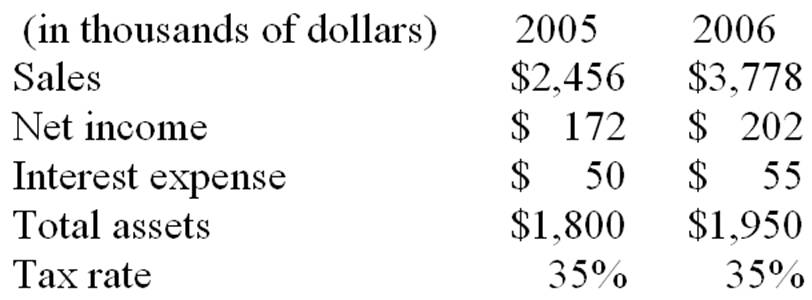 (in thousands of dollars) 2005 2006
Sales $2,456 $3,778
Net income $ 172 $ 202
Interest expense $ 50 $ 55
Total assets $1,800 $1,950
Tax rate 35% 35%